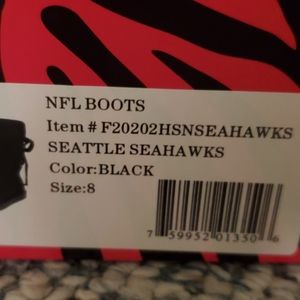 NFL BOOTS
Item # F20202HSNSEAHAWKS
SEATTLE SEAHAWKS
Color:BLACK
Size:8
7 59952 01350 6